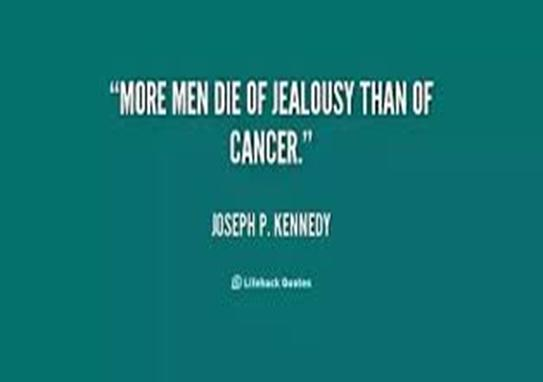 “MORE MEN DIE OF JEALOUSY THAN OF
CANCER.”
JOSEPH P. KENNEDY
Lifehack Quotes